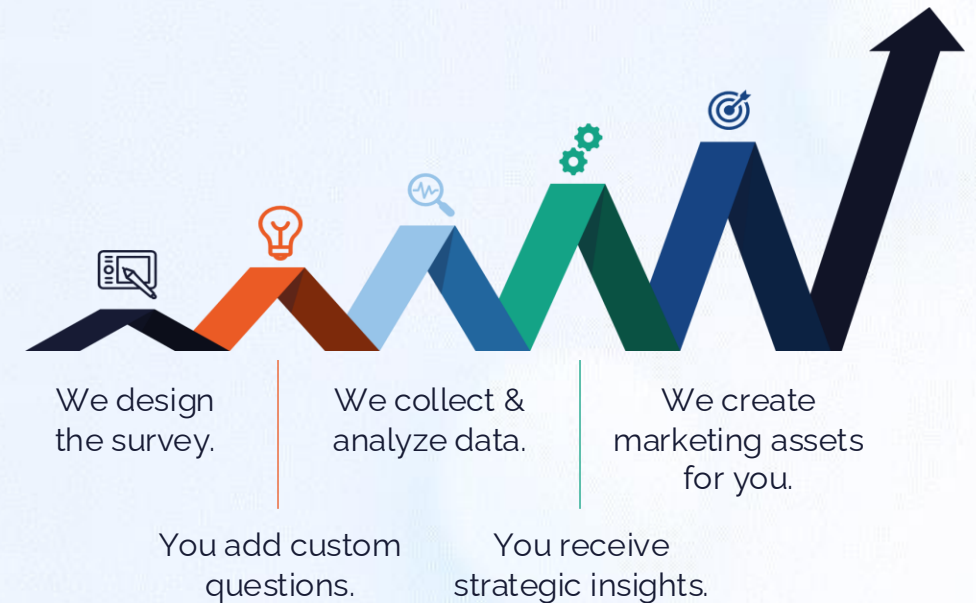 We design
the survey.
You add custom
questions.
We collect &
analyze data.
You receive
strategic insights.
We create
marketing assets
for you.